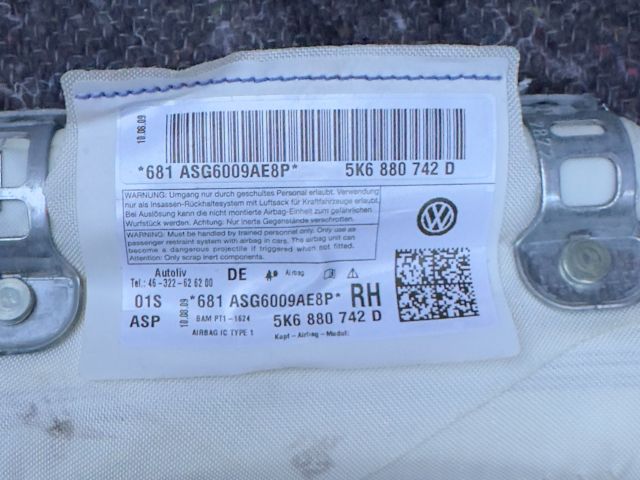 10.08.09
*681 ASG6009AE8P* 5K6 880 742 D
WARNUNG: Umgang nur durch geschultes Personal erlaubt. Verwendung
nur als Insassen-Rückhaltesystem mit Luftsack für Kraftfahrzeuge erlaubt.
Bei Auslösung kann die nicht montierte Airbag-Einheit zum gefährlichen
Wurfstück werden. Achtung: Nur inerte Gegenstände verschrotten.
WARNING: Must be handled by trained personnel only. Only use as
passenger restraint system with airbag in cars. The airbag unit can
become a dangerous projectile if triggered when not fitted.
Attention: Only scrap inert components.
Autoliv DE Airbag
Tel.: 46-322-62 62 00
01S *681 ASG6009AE8P* RH
ASP 10.08.09 BAM PT1-1624 5K6 880 742 D
AIRBAG IC TYPE 1 Kopf-Airbag-Modul: